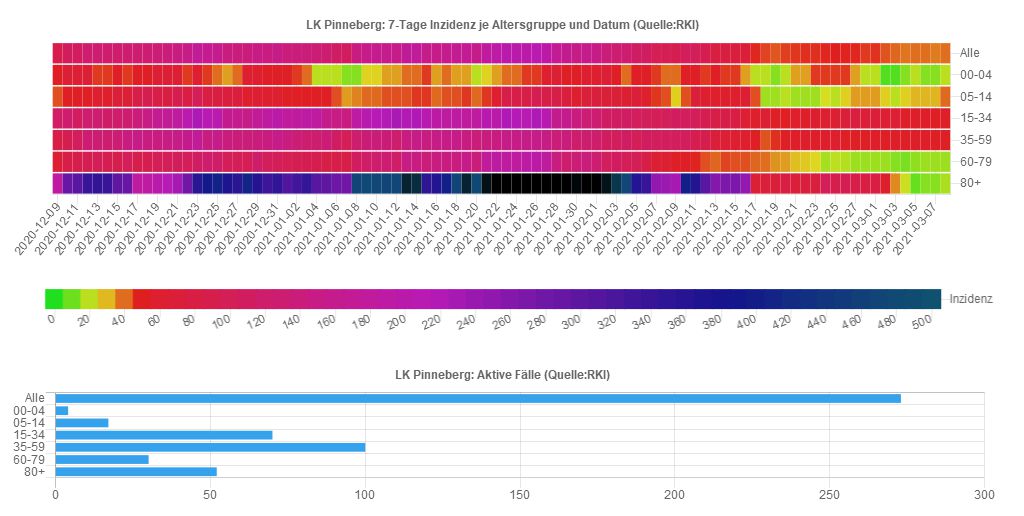 LK Pinneberg: 7-Tage Inzidenz je Altersgruppe und Datum (Quelle:RKI)
Alle
00-04
05-14
15-34
35-59
60-79
80+
2020-12-09 2020-12-11 2020-12-13 2020-12-15 2020-12-17 2020-12-19 2020-12-21 2020-12-23 2020-12-25 2020-12-27 2020-12-29 2020-12-31 2021-01-02 2021-01-04 2021-01-06 2021-01-08 2021-01-10 2021-01-12 2021-01-14 2021-01-16 2021-01-18 2021-01-20 2021-01-22 2021-01-24 2021-01-26 2021-01-28 2021-01-30 2021-02-01 2021-02-03 2021-02-05 2021-02-07 2021-02-09 2021-02-11 2021-02-13 2021-02-15 2021-02-17 2021-02-19 2021-02-21 2021-02-23 2021-02-25 2021-02-27 2021-03-01 2021-03-03 2021-03-05 2021-03-07
Inzidenz
0 20 40 60 80 100 120 140 160 180 200 220 240 260 280 300 320 340 360 380 400 420 440 460 480 500
LK Pinneberg: Aktive Fälle (Quelle:RKI)
Alle
00-04
05-14
15-34
35-59
60-79
80+
0 50 100 150 200 250 300